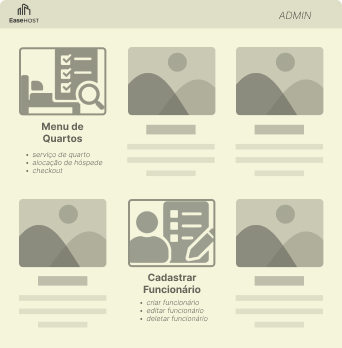 EaseHOST
ADMIN
Menu de
Quartos
• serviço de quarto
• alocação de hóspede
• checkout
Cadastrar
Funcionário
• criar funcionário
• editar funcionário
• deletar funcionário